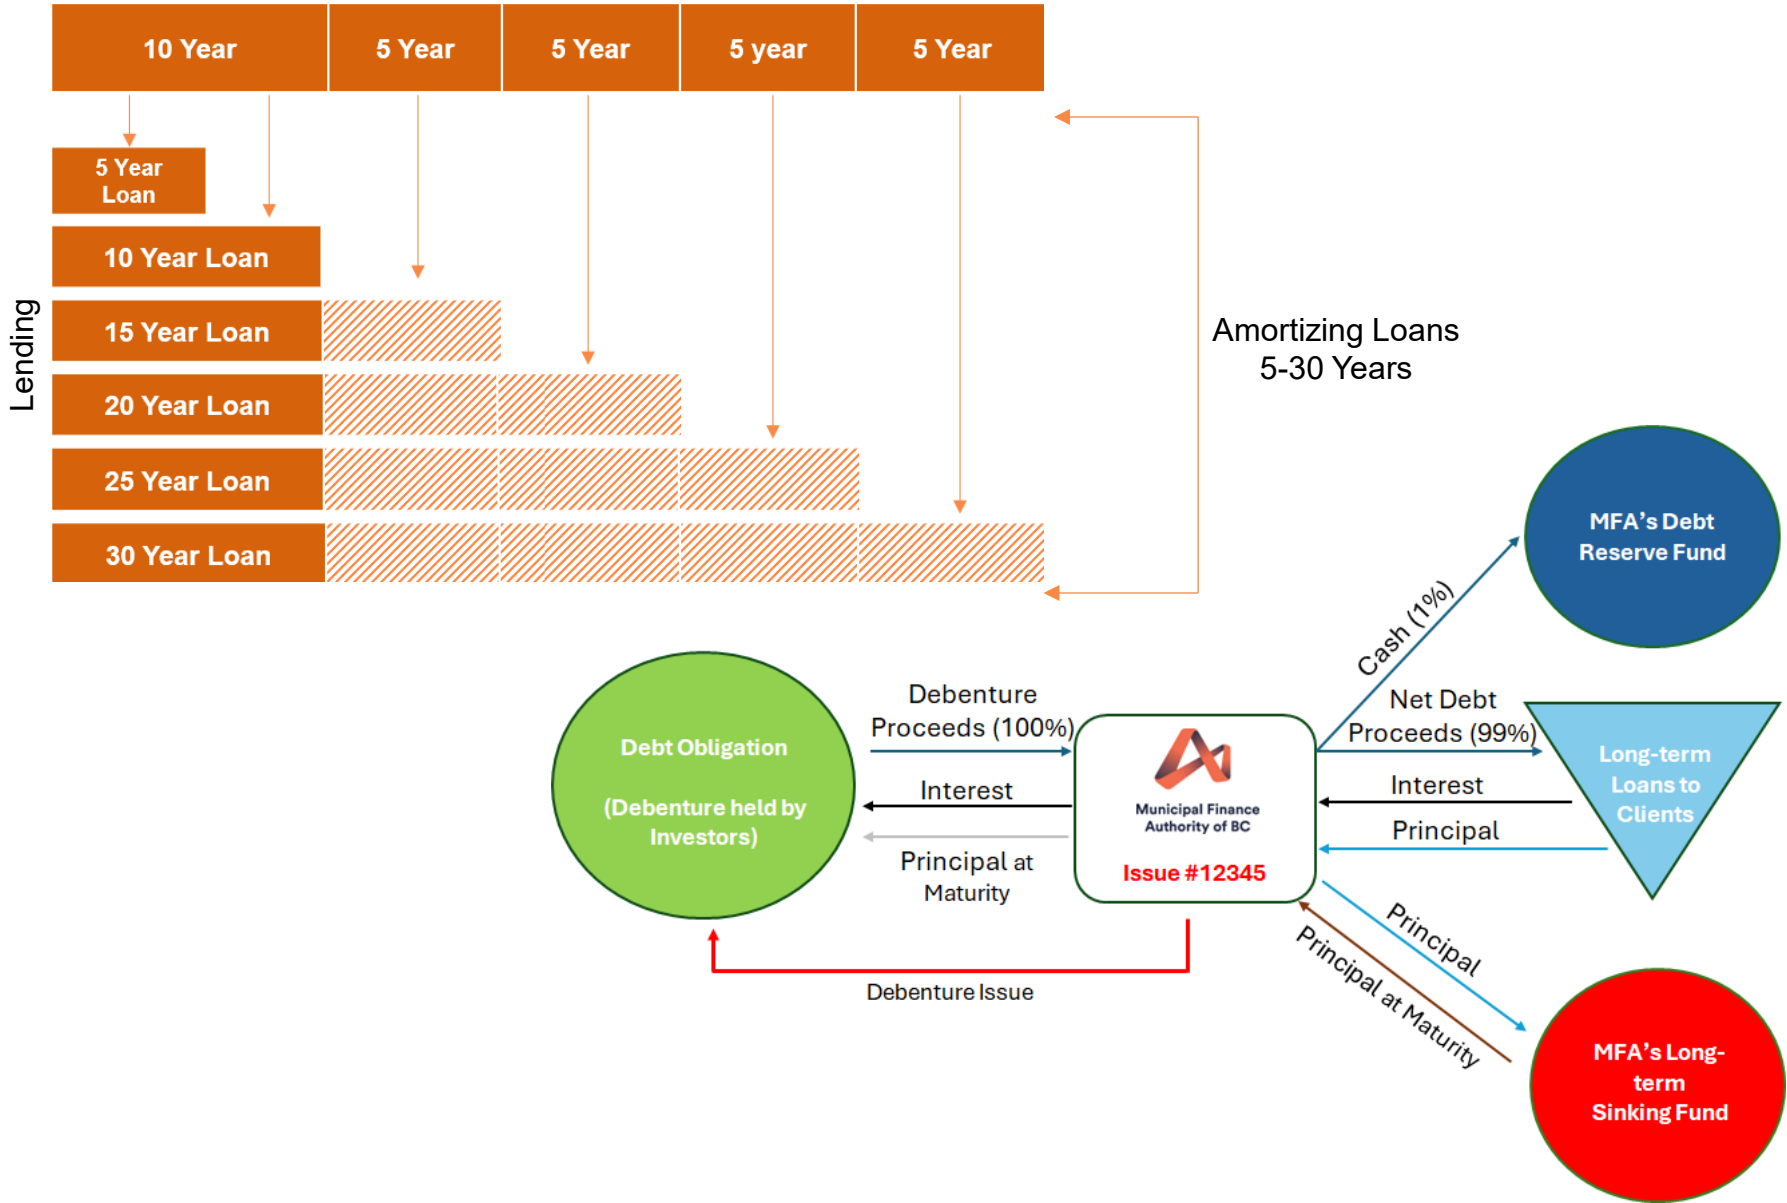 10 Year
5 Year
5 Year
5 year
5 Year
5 Year
Loan
10 Year Loan
15 Year Loan
20 Year Loan
25 Year Loan
30 Year Loan
Lending
Amortizing Loans
5-30 Years
MFA's Debt
Reserve Fund
Cash (1%)
Debenture
Proceeds (100%)
Net Debt
Proceeds (99%)
Debt Obligation
(Debenture held by
Investors)
Interest
Principal at
Maturity
Municipal Finance
Authority of BC
Issue #12345
Interest
Principal
Long-term
Loans to
Clients
Debenture Issue
Principal
Principal at Maturity
MFA's Long-
term
Sinking Fund